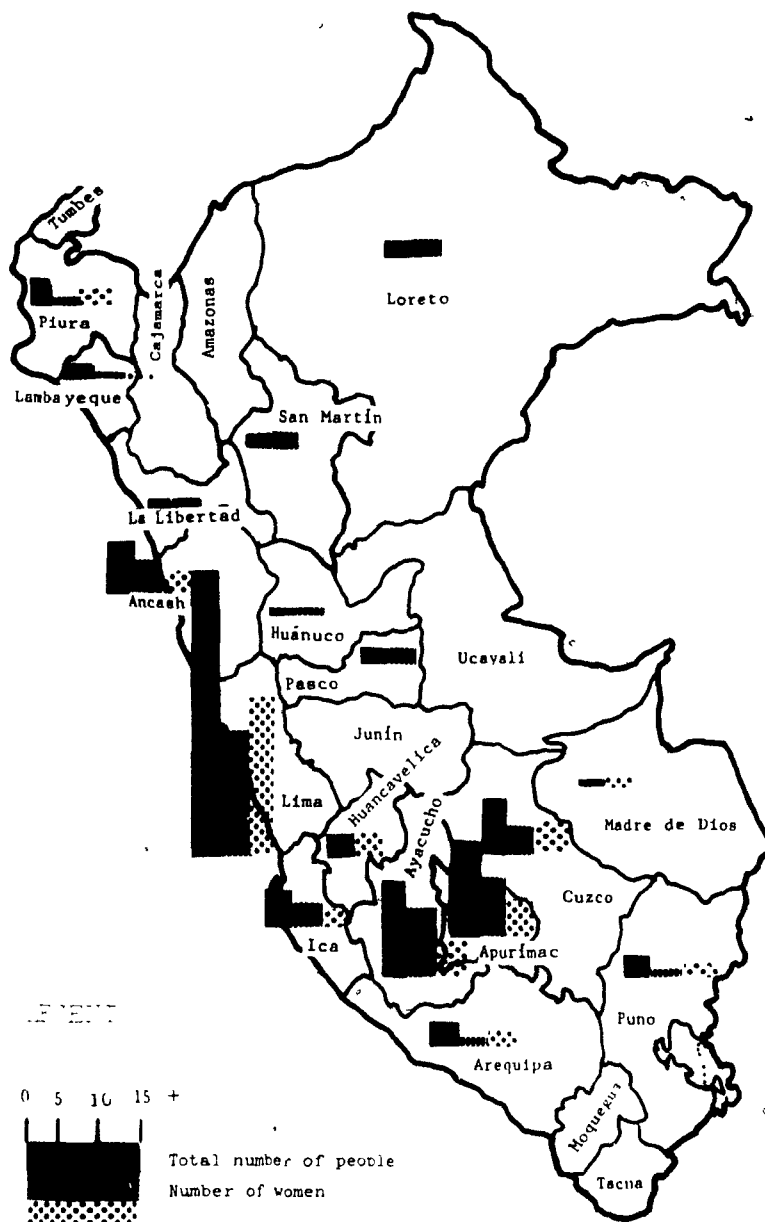 Tumbes
Piura
Cajamarca
Amazonas
Loreto
Lambayeque
San Martín
La Libertad
Ancash
Huánuco
Ucayali
Pasco
Junín
Huancavelica
Lima
Ayacucho
Madre de Dios
Cuzco
Ica
Apurímac
Puno
Arequipa
Moquegua
Tacna
0 5 10 15 +
Total number of people
Number of women